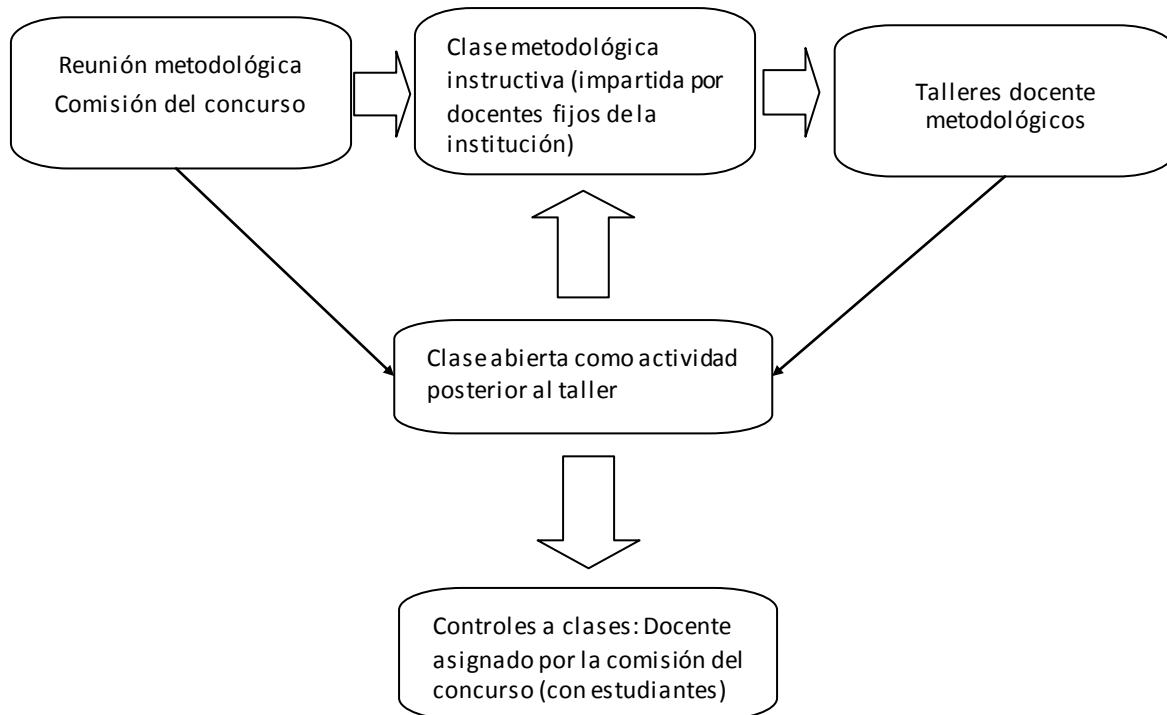 Reunión metodológica
Comisión del concurso
Clase metodológica
instructiva (impartida por
docentes fijos de la
institución)
Talleres docente
metodológicos
Clase abierta como actividad
posterior al taller
Controles a clases: Docente
asignado por la comisión del
concurso (con estudiantes)